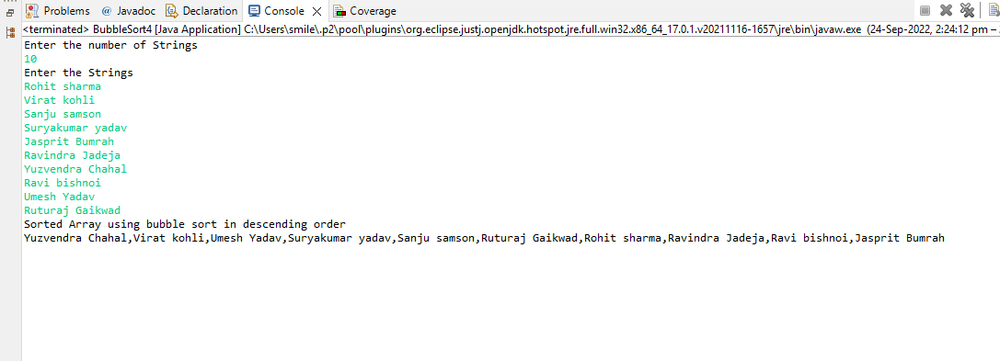 Problems @ Javadoc Declaration Console Coverage
<terminated> BubbleSort4 [Java Application] C:\Users\smile\.p2\pool\plugins\org.eclipse.justj.openjdk.hotspot.jre.full.win32.x86_64_17.0.1.v20211116-1657\jre\bin\javaw.exe (24-Sep-2022, 2:24:12 pm –
Enter the number of Strings
10
Enter the Strings
Rohit sharma
Virat kohli
Sanju samson
Suryakumar yadav
Jasprit Bumrah
Ravindra Jadeja
Yuzvendra Chahal
Ravi bishnoi
Umesh Yadav
Ruturaj Gaikwad
Sorted Array using bubble sort in descending order
Yuzvendra Chahal,Virat kohli,Umesh Yadav,Suryakumar yadav,Sanju samson,Ruturaj Gaikwad,Rohit sharma,Ravindra Jadeja,Ravi bishnoi,Jasprit Bumrah